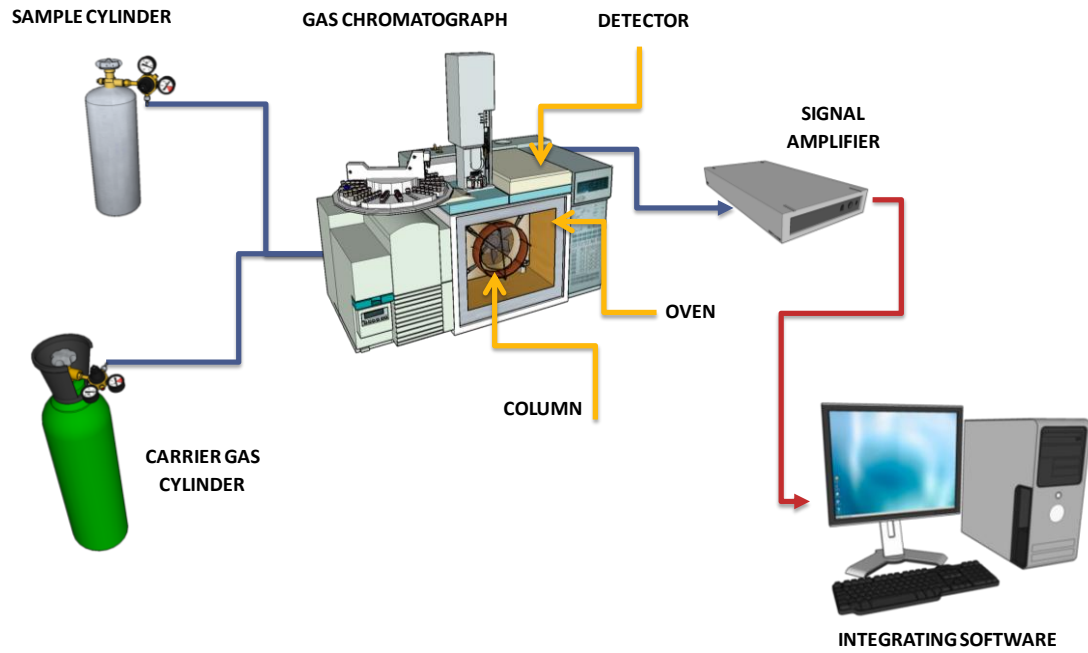 SAMPLE CYLINDER
GAS CHROMATOGRAPH
DETECTOR
SIGNAL
AMPLIFIER
OVEN
COLUMN
CARRIER GAS
CYLINDER
INTEGRATING SOFTWARE